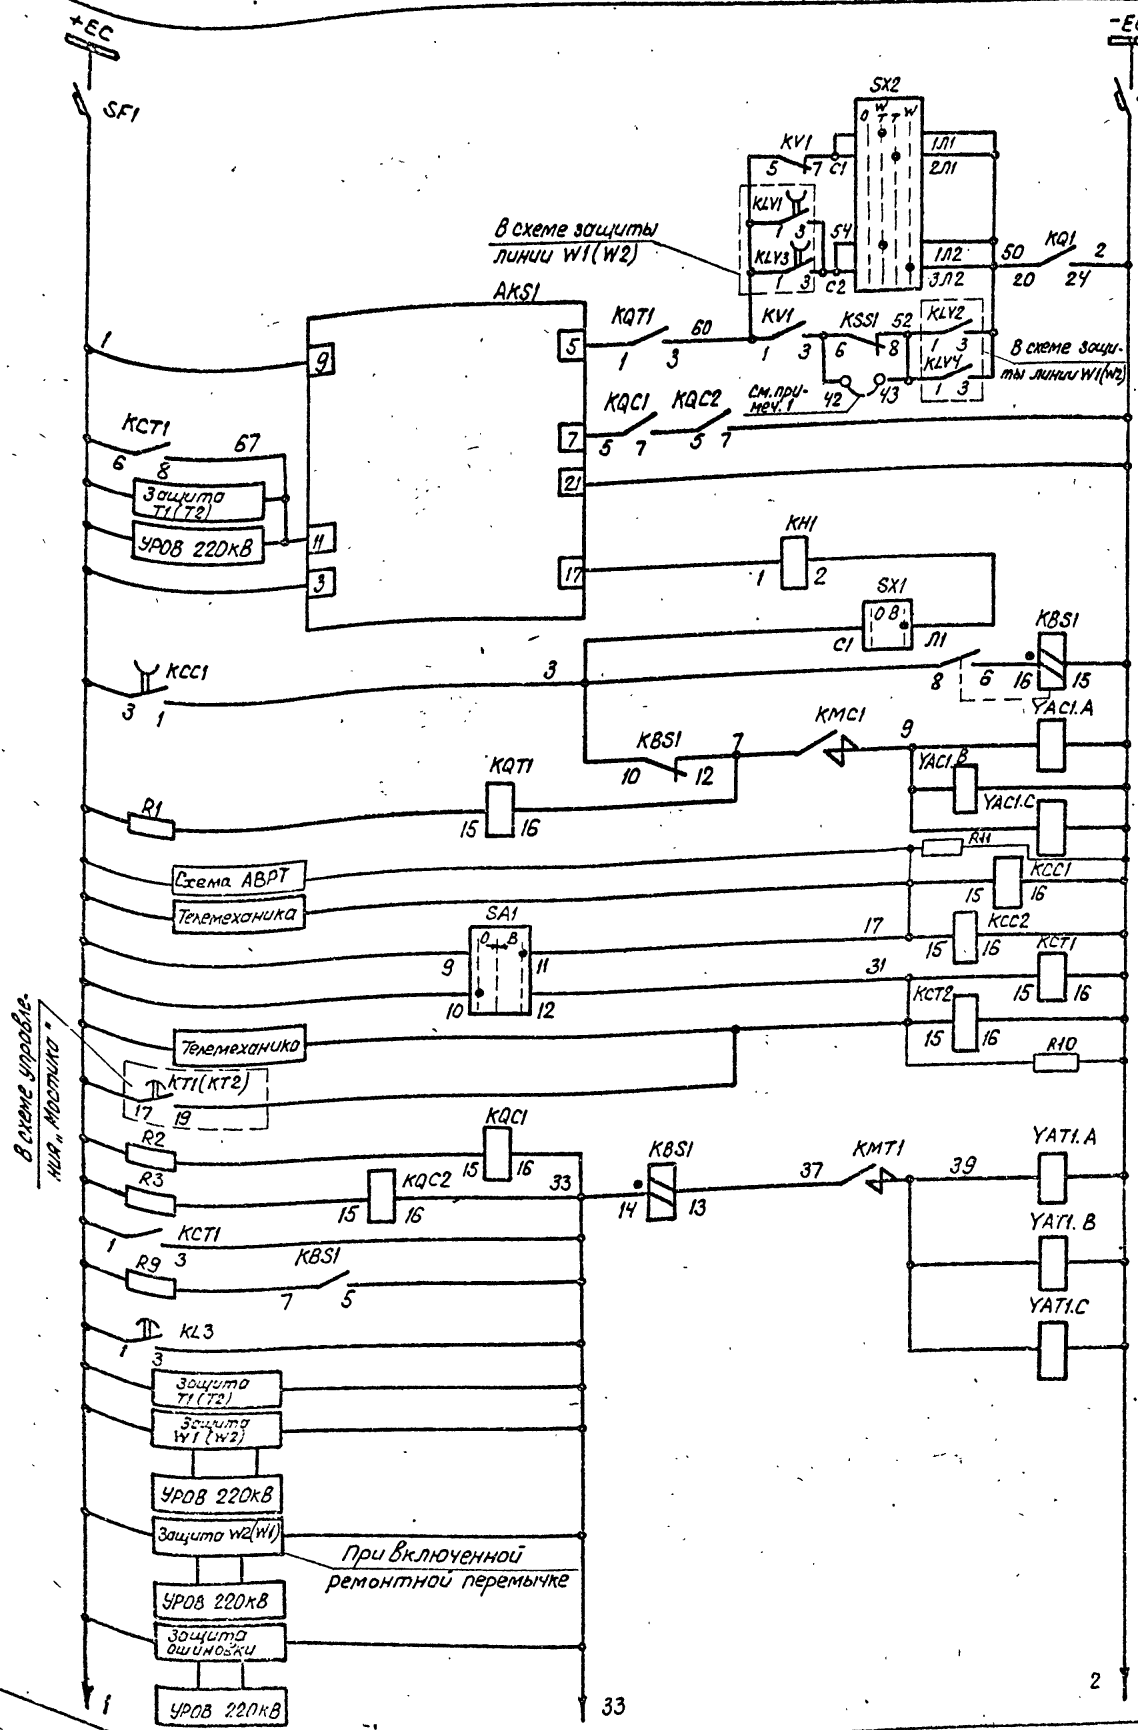 +EC
-EC
SF1
SX2
W
O T T W
KV1
5 7 C1
1Л1
2Л1
KLV1
1 3
54
В схеме защиты
линии W1(W2)
KLV3
1 3 C2
1Л2
3Л2
50
KQ1
2
20 24
AKS1
1
9
5
KQT1
1 3
60
KV1
1 3
KSS1
6 8
52
KLV2
1 3
KLV4
1 3
В схеме защи-
ты линии W1(W2)
42 43
См. при-
меч. 1
KQC1
5 7
KQC2
5 7
7
KCT1
6 8
67
21
Защита
T1(T2)
УРОВ 220кВ
11
3
17
KH1
1 2
SX1
O B
C1 Л1
KBS1
8 6 16 15
KCC1
3 1
3
YAC1.A
KBS1
10 12
7
KMC1
9
YAC1.B
YAC1.C
KQT1
15 16
R1
R11
Схема АВРТ
KCC1
15 16
Телемеханика
SA1
O B
9 11
10 12
17
KCC2
15 16
KCT1
15 16
31
KCT2
15 16
Телемеханика
R10
В схеме управле-
ния „Мостика"
KT1(KT2)
17 19
R2
KQC1
15 16
R3
KQC2
15 16
33
KBS1
14 13
37
KMT1
39
YAT1.A
KCT1
1 3
YAT1.B
R9
KBS1
7 5
YAT1.C
KL3
1 3
Защита
T1(T2)
Защита
W1(W2)
УРОВ 220кВ
Защита W2(W1)
При включенной
ремонтной перемычке
УРОВ 220кВ
Защита
ошиновки
УРОВ 220кВ
1
33
2